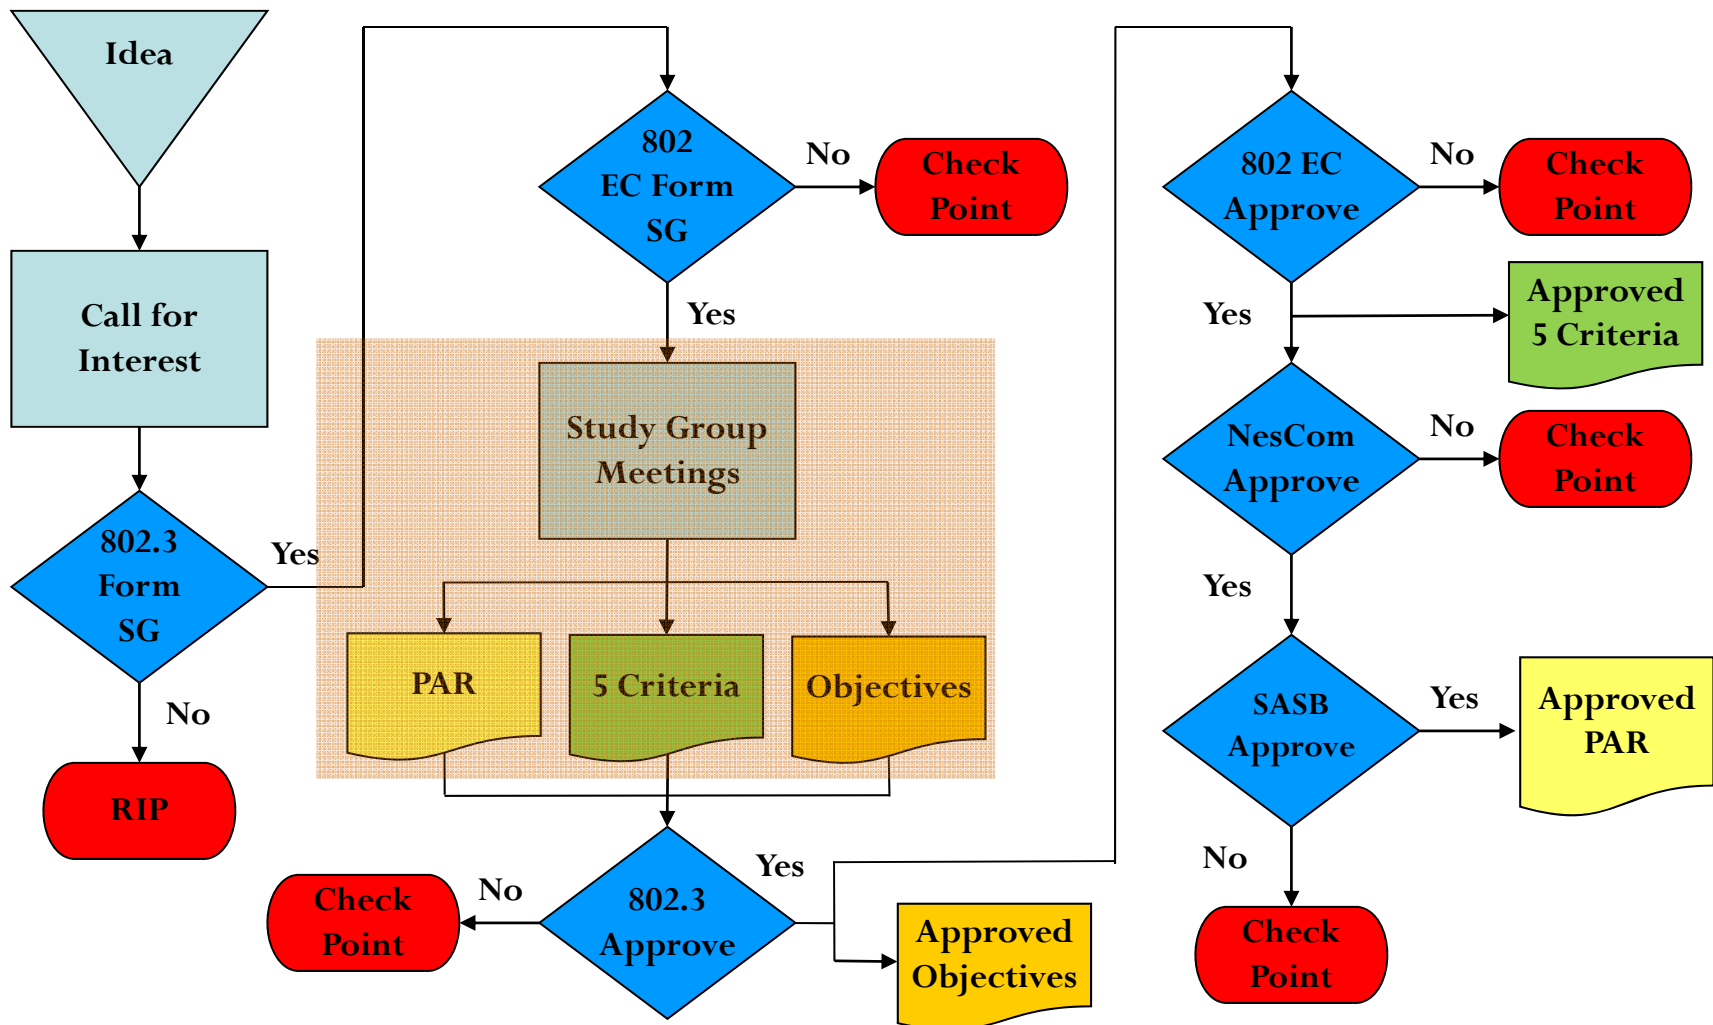 Idea
Call for
Interest
802.3
Form
SG
Yes
No
RIP
802
EC Form
SG
No
Check
Point
Yes
Study Group
Meetings
PAR
5 Criteria
Objectives
802.3
Approve
No
Check
Point
Yes
Approved
Objectives
802 EC
Approve
No
Check
Point
Yes
Approved
5 Criteria
NesCom
Approve
No
Check
Point
Yes
SASB
Approve
Yes
Approved
PAR
No
Check
Point